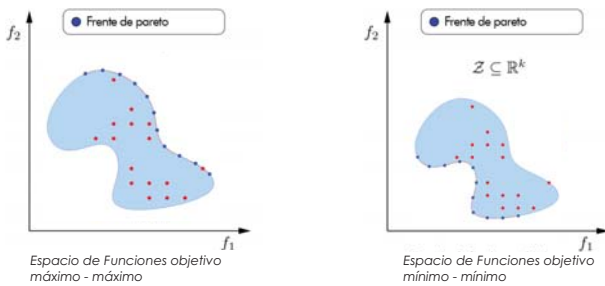 Frente de pareto
f₂
f₁
Espacio de Funciones objetivo
máximo - máximo
Frente de pareto
f₂
𝒵 ⊆ ℝᵏ
f₁
Espacio de Funciones objetivo
mínimo - mínimo